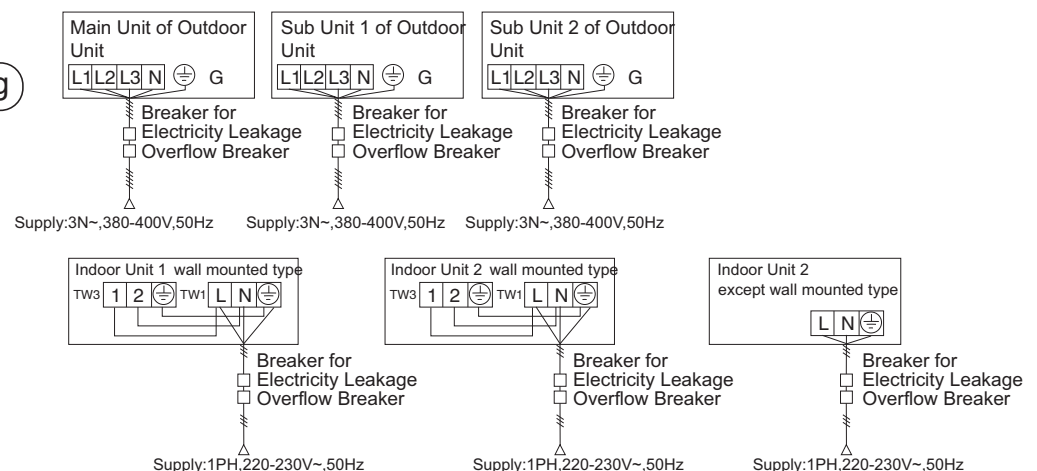 g
Main Unit of Outdoor
Unit
L1 L2 L3 N G
Breaker for
Electricity Leakage
Overflow Breaker
Supply:3N~,380-400V,50Hz
Sub Unit 1 of Outdoor
Unit
L1 L2 L3 N G
Breaker for
Electricity Leakage
Overflow Breaker
Supply:3N~,380-400V,50Hz
Sub Unit 2 of Outdoor
Unit
L1 L2 L3 N G
Breaker for
Electricity Leakage
Overflow Breaker
Supply:3N~,380-400V,50Hz
Indoor Unit 1 wall mounted type
TW3 1 2 TW1 L N
Breaker for
Electricity Leakage
Overflow Breaker
Supply:1PH,220-230V~,50Hz
Indoor Unit 2 wall mounted type
TW3 1 2 TW1 L N
Breaker for
Electricity Leakage
Overflow Breaker
Supply:1PH,220-230V~,50Hz
Indoor Unit 2
except wall mounted type
L N
Breaker for
Electricity Leakage
Overflow Breaker
Supply:1PH,220-230V~,50Hz